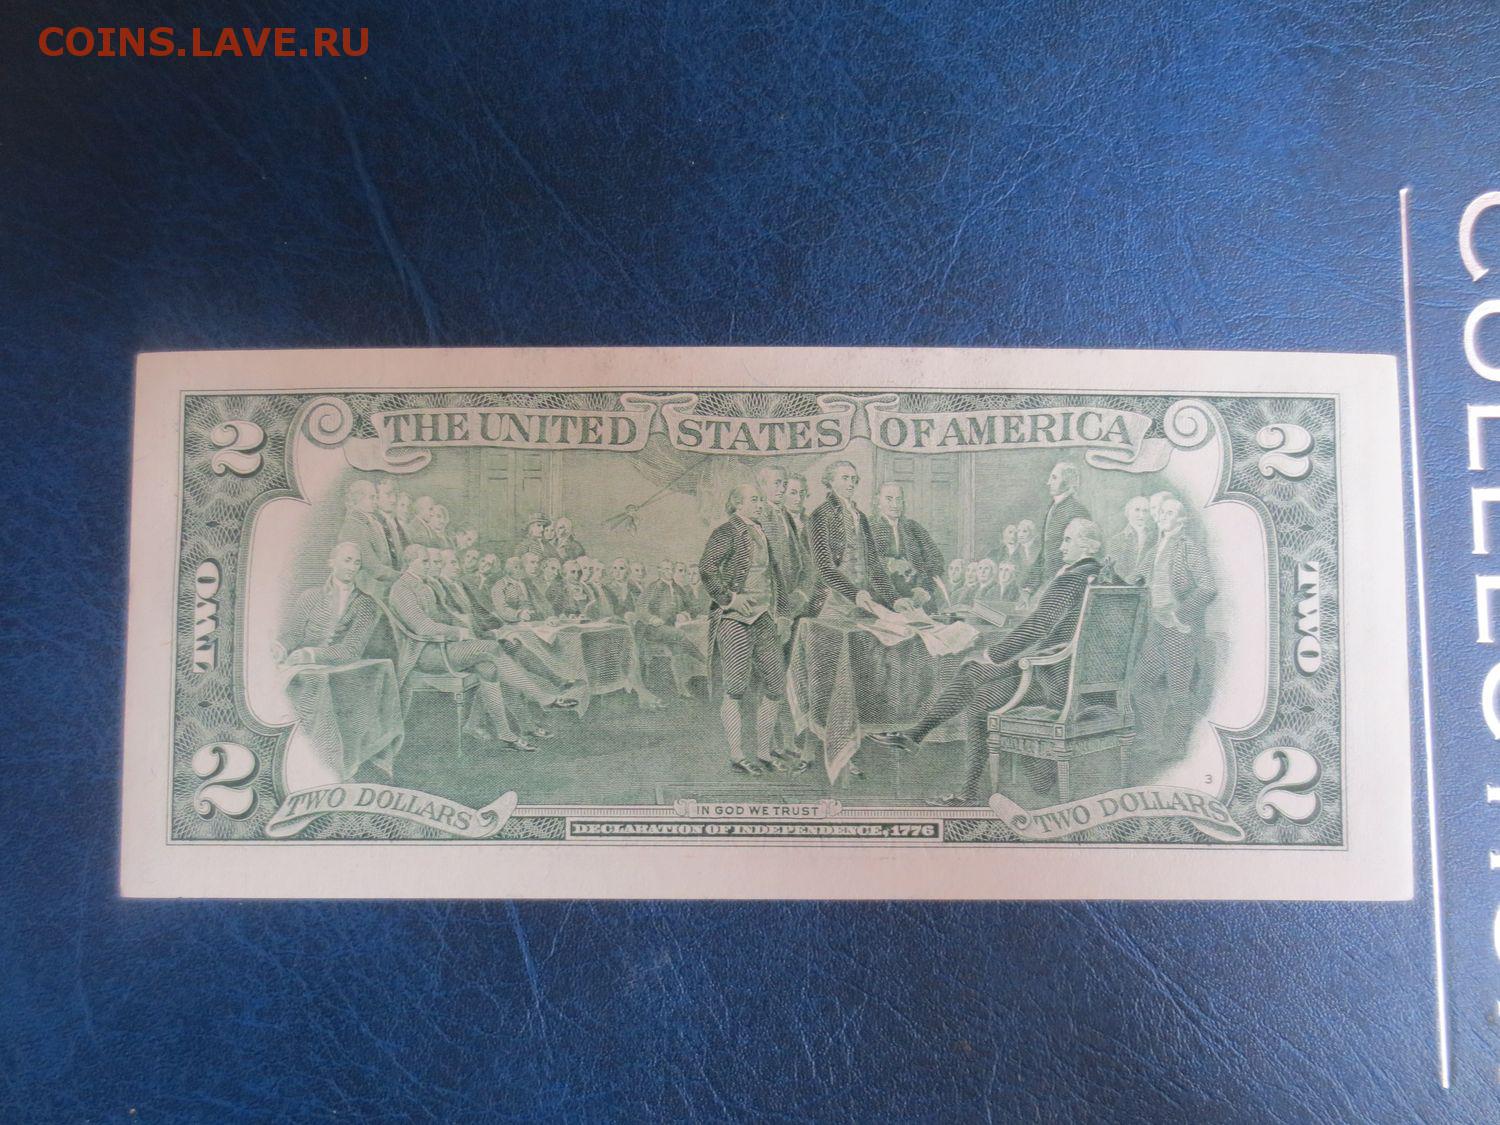 COINS.LAVE.RU
THE UNITED STATES OF AMERICA
2
2
TWO
TWO
2
2
3
TWO DOLLARS
IN GOD WE TRUST
TWO DOLLARS
DECLARATION OF INDEPENDENCE, 1776